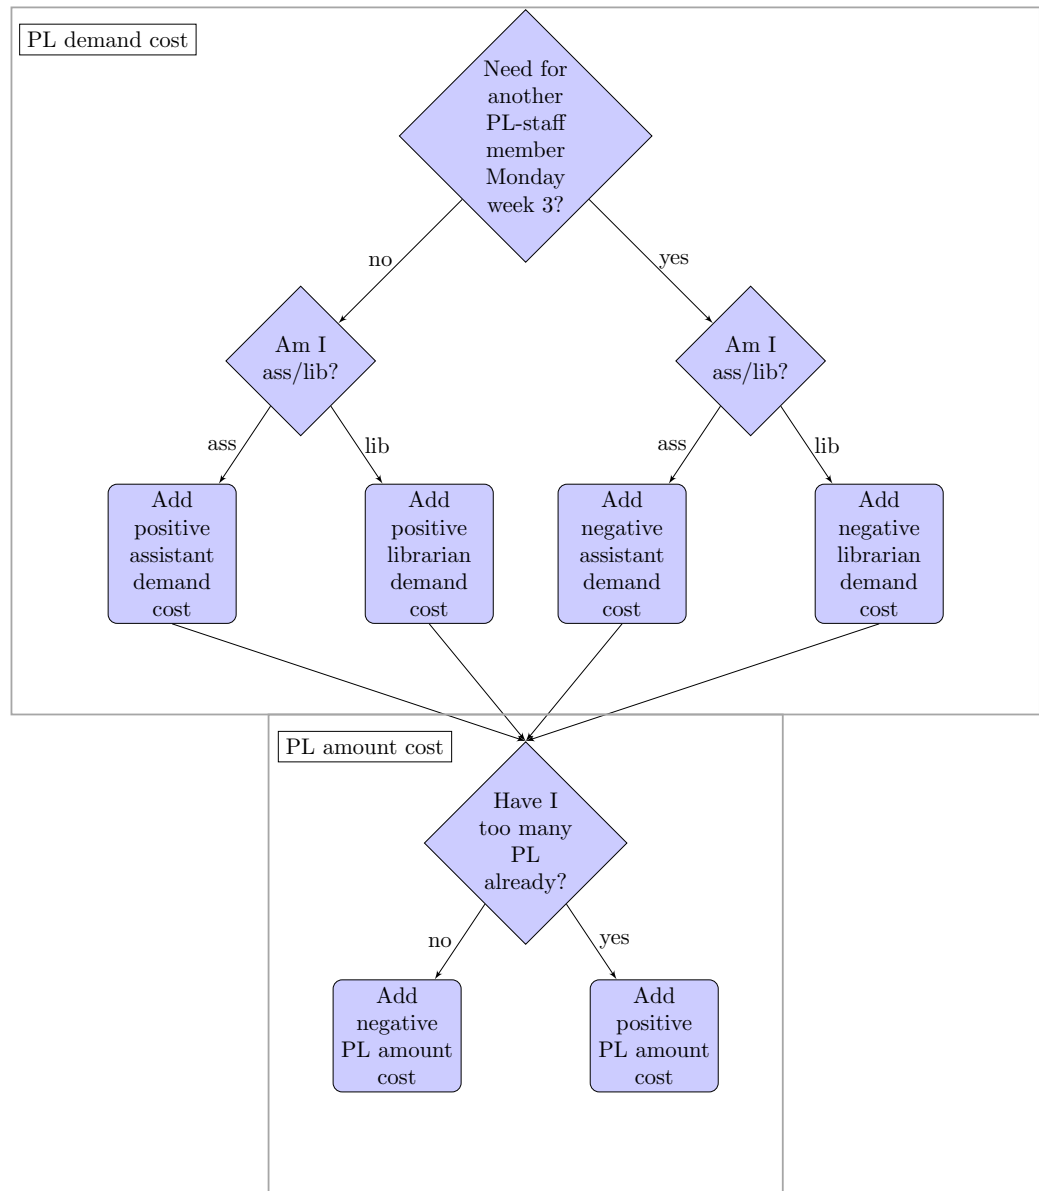 PL demand cost
Need for
another
PL-staff
member
Monday
week 3?
no
yes
Am I
ass/lib?
Am I
ass/lib?
ass
lib
ass
lib
Add
positive
assistant
demand
cost
Add
positive
librarian
demand
cost
Add
negative
assistant
demand
cost
Add
negative
librarian
demand
cost
PL amount cost
Have I
too many
PL
already?
no
yes
Add
negative
PL amount
cost
Add
positive
PL amount
cost